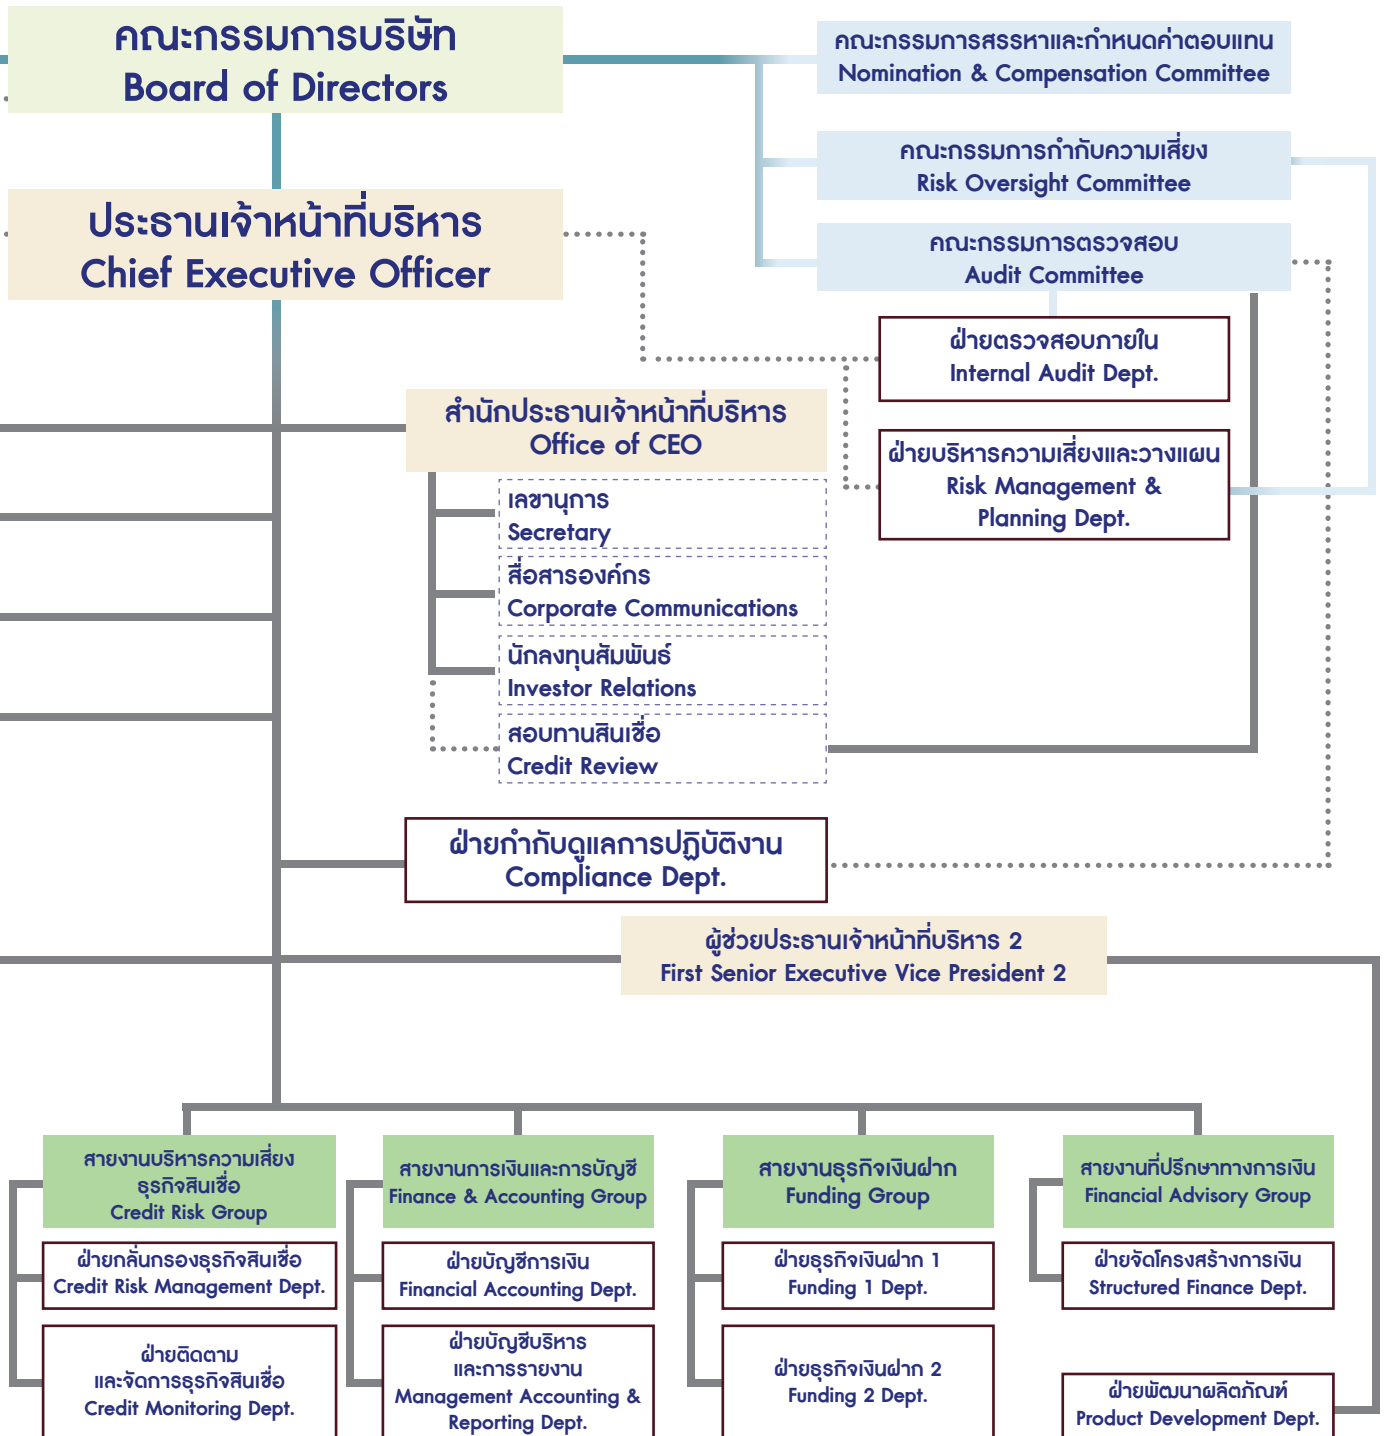 คณะกรรมการบริษัท
Board of Directors
คณะกรรมการสรรหาและกำหนดค่าตอบแทน
Nomination & Compensation Committee
คณะกรรมการกำกับความเสี่ยง
Risk Oversight Committee
ประธานเจ้าหน้าที่บริหาร
Chief Executive Officer
คณะกรรมการตรวจสอบ
Audit Committee
ฝ่ายตรวจสอบภายใน
Internal Audit Dept.
สำนักประธานเจ้าหน้าที่บริหาร
Office of CEO
ฝ่ายบริหารความเสี่ยงและวางแผน
Risk Management &
Planning Dept.
เลขานุการ
Secretary
สื่อสารองค์กร
Corporate Communications
นักลงทุนสัมพันธ์
Investor Relations
สอบทานสินเชื่อ
Credit Review
ฝ่ายกำกับดูแลการปฏิบัติงาน
Compliance Dept.
ผู้ช่วยประธานเจ้าหน้าที่บริหาร 2
First Senior Executive Vice President 2
สายงานบริหารความเสี่ยง
ธุรกิจสินเชื่อ
Credit Risk Group
ฝ่ายกลั่นกรองธุรกิจสินเชื่อ
Credit Risk Management Dept.
ฝ่ายติดตาม
และจัดการธุรกิจสินเชื่อ
Credit Monitoring Dept.
สายงานการเงินและการบัญชี
Finance & Accounting Group
ฝ่ายบัญชีการเงิน
Financial Accounting Dept.
ฝ่ายบัญชีบริหาร
และการรายงาน
Management Accounting &
Reporting Dept.
สายงานธุรกิจเงินฝาก
Funding Group
ฝ่ายธุรกิจเงินฝาก 1
Funding 1 Dept.
ฝ่ายธุรกิจเงินฝาก 2
Funding 2 Dept.
สายงานที่ปรึกษาทางการเงิน
Financial Advisory Group
ฝ่ายจัดโครงสร้างการเงิน
Structured Finance Dept.
ฝ่ายพัฒนาผลิตภัณฑ์
Product Development Dept.